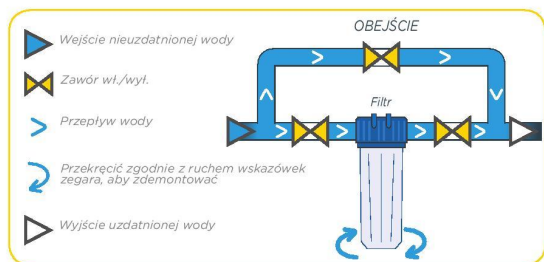 OBEJŚCIE
Wejście nieuzdatnionej wody
Zawór wł./wył.
Filtr
Przepływ wody
Przekręcić zgodnie z ruchem wskazówek
zegara, aby zdemontować
Wyjście uzdatnionej wody